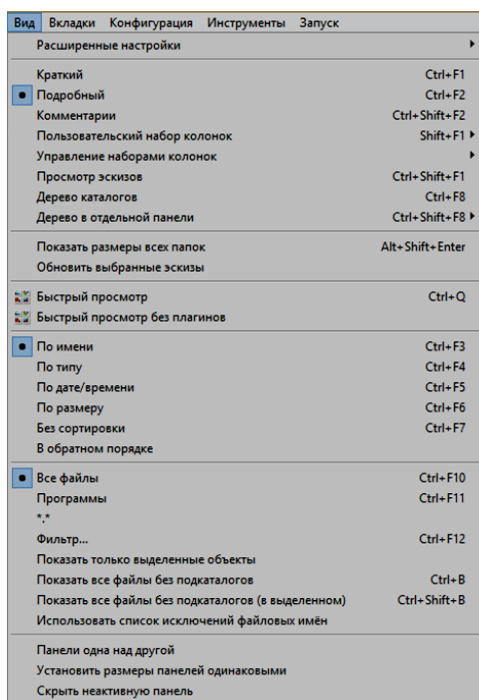 Вид Вкладки Конфигурация Инструменты Запуск
Расширенные настройки
Краткий Ctrl+F1
Подробный Ctrl+F2
Комментарии Ctrl+Shift+F2
Пользовательский набор колонок Shift+F1
Управление наборами колонок
Просмотр эскизов Ctrl+Shift+F1
Дерево каталогов Ctrl+F8
Дерево в отдельной панели Ctrl+Shift+F8
Показать размеры всех папок Alt+Shift+Enter
Обновить выбранные эскизы
Быстрый просмотр Ctrl+Q
Быстрый просмотр без плагинов
По имени Ctrl+F3
По типу Ctrl+F4
По дате/времени Ctrl+F5
По размеру Ctrl+F6
Без сортировки Ctrl+F7
В обратном порядке
Все файлы Ctrl+F10
Программы Ctrl+F11
*.*
Фильтр... Ctrl+F12
Показать только выделенные объекты
Показать все файлы без подкаталогов Ctrl+B
Показать все файлы без подкаталогов (в выделенном) Ctrl+Shift+B
Использовать список исключений файловых имён
Панели одна над другой
Установить размеры панелей одинаковыми
Скрыть неактивную панель